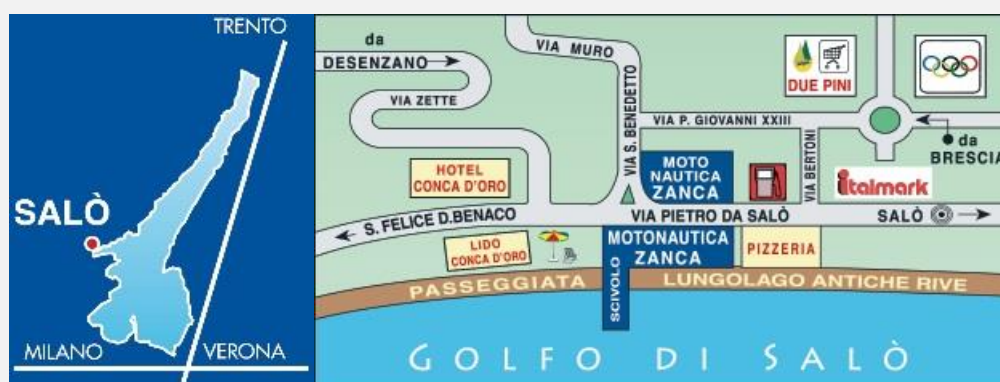 TRENTO
SALÒ
MILANO
VERONA
da
DESENZANO
VIA MURO
VIA ZETTE
VIA S. BENEDETTO
DUE PINI
VIA P. GIOVANNI XXIII
da
BRESCIA
VIA BERTONI
HOTEL
CONCA D'ORO
MOTO
NAUTICA
ZANCA
italmark
S. FELICE D.BENACO
VIA PIETRO DA SALÒ
SALÒ
LIDO
CONCA D'ORO
MOTONAUTICA
ZANCA
PIZZERIA
SCIVOLO
PASSEGGIATA
LUNGOLAGO ANTICHE RIVE
GOLFO DI SALÒ